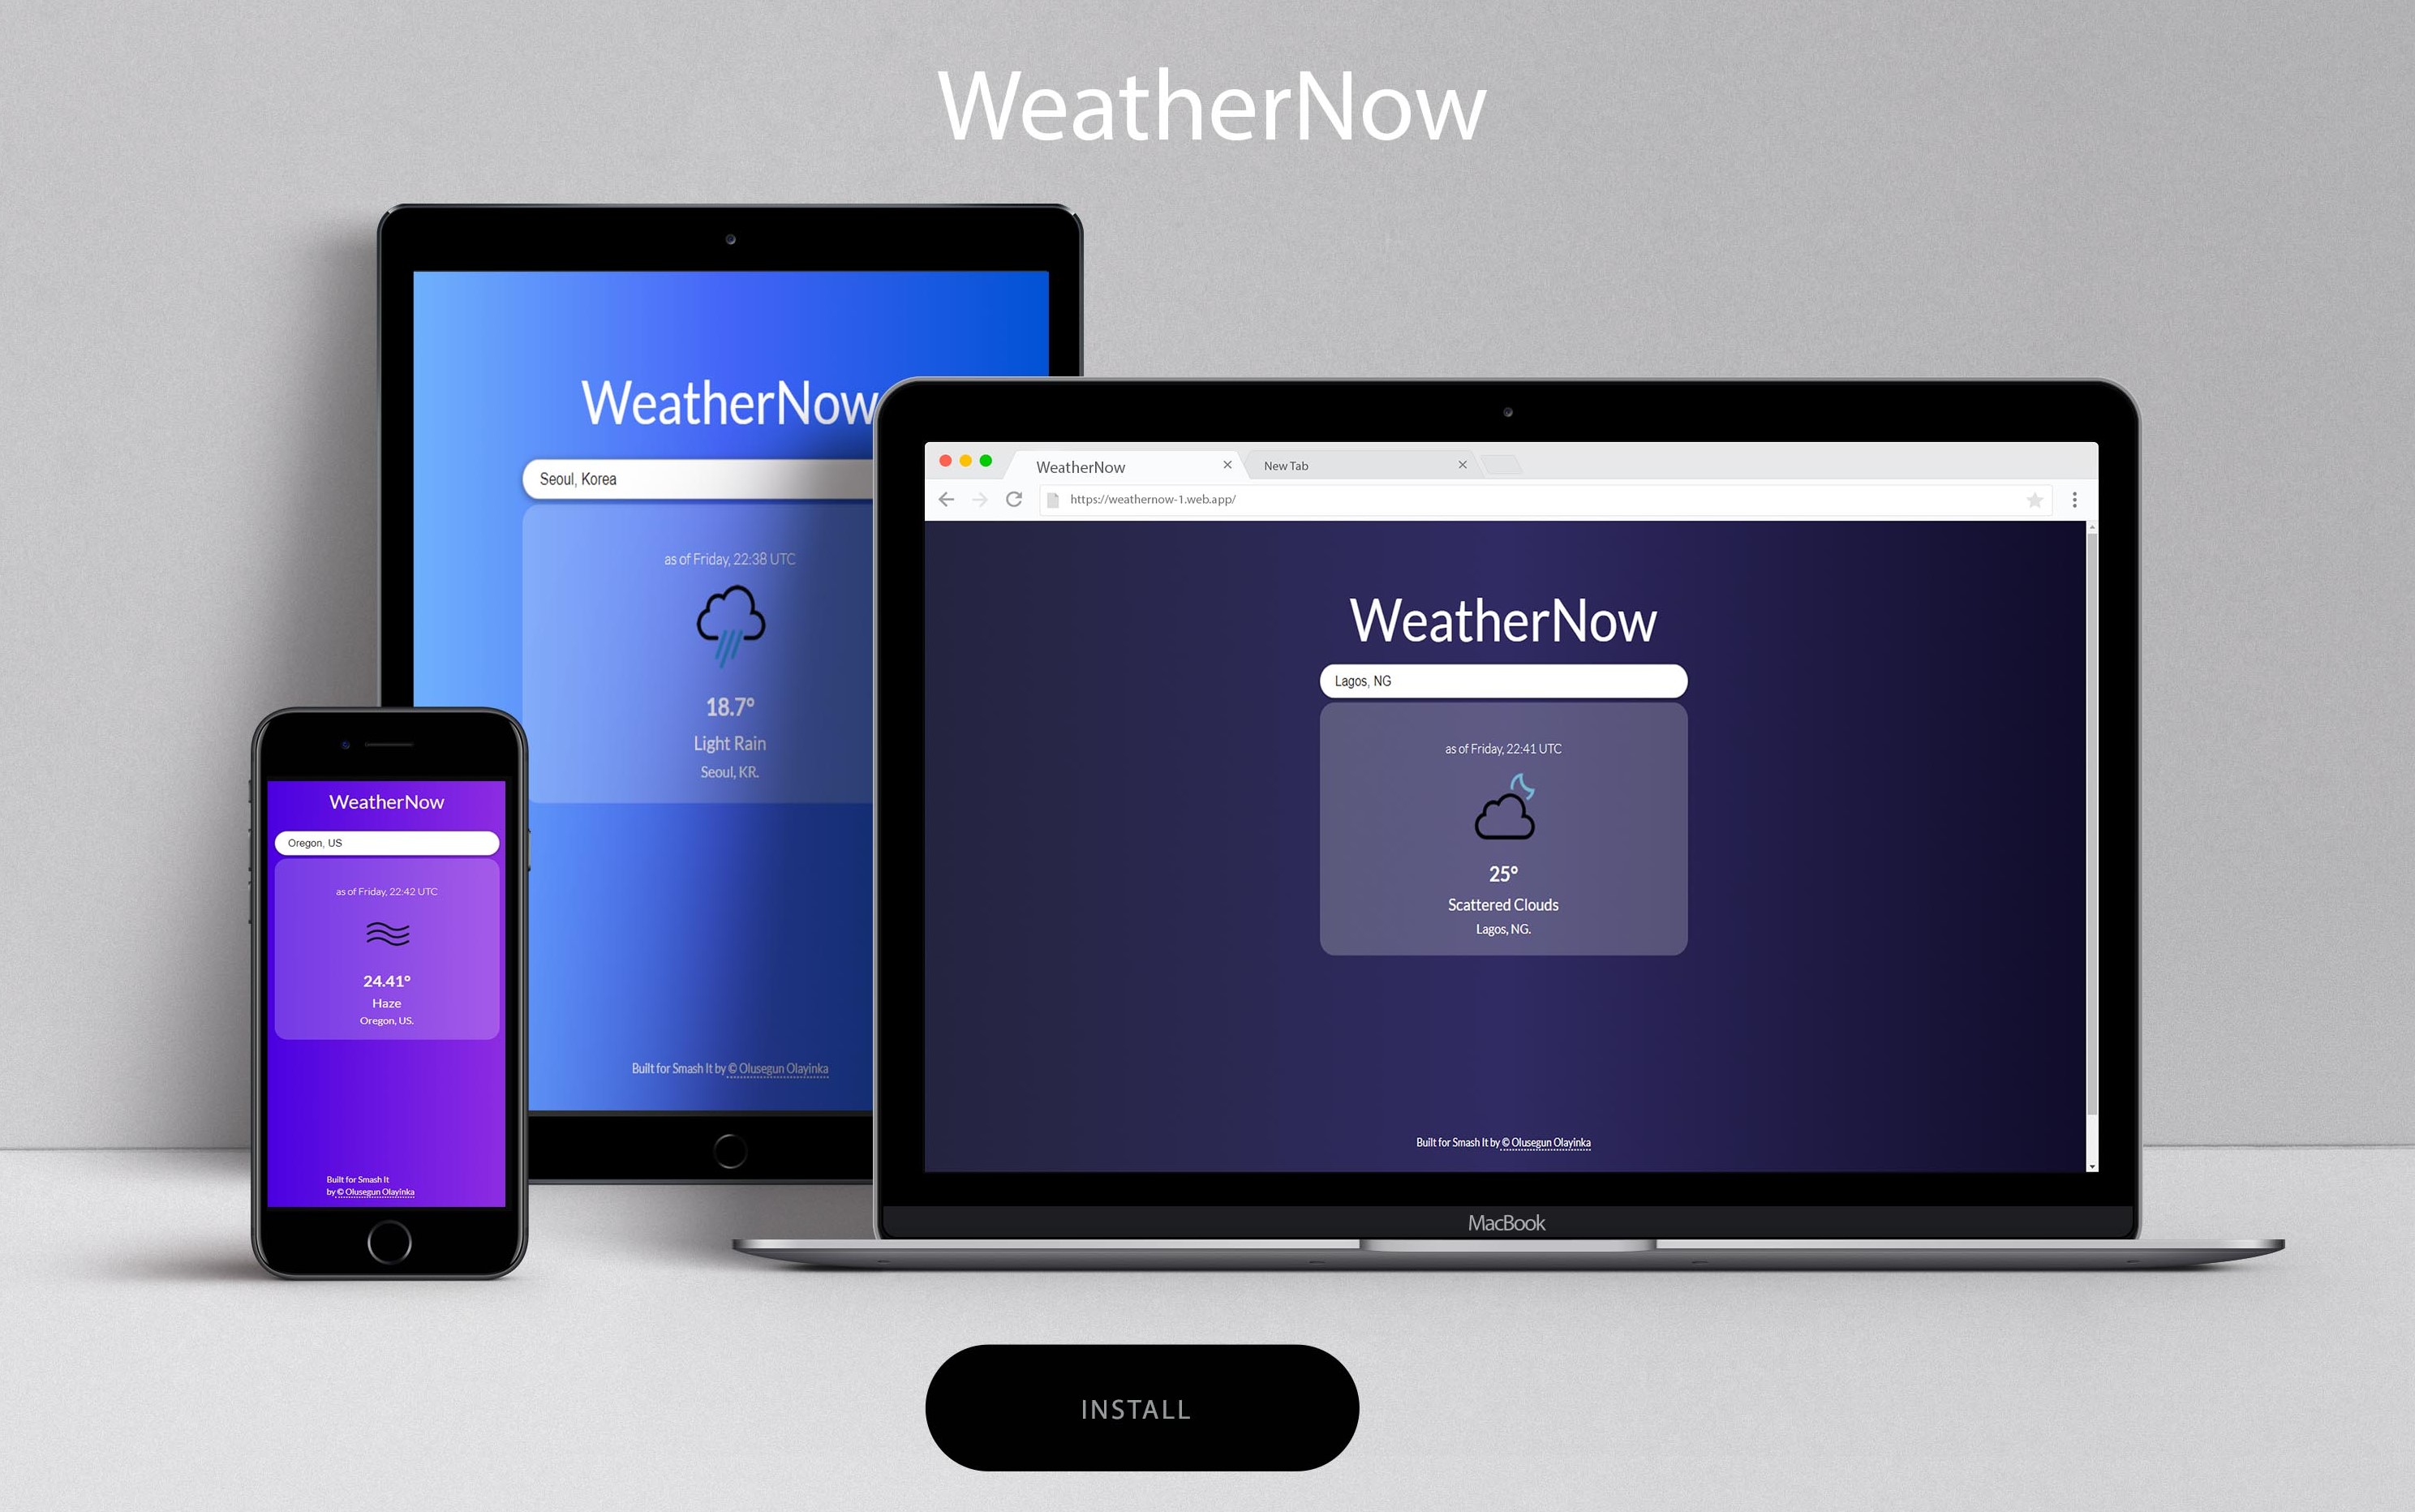 WeatherNow
WeatherNow
Seoul, Korea
as of Friday, 22:38 UTC
18.7°
Light Rain
Seoul, KR.
Built for Smash It by © Olusegun Olayinka
WeatherNow
Oregon, US
as of Friday, 22:42 UTC
24.41°
Haze
Oregon, US.
Built for Smash It
by © Olusegun Olayinka
WeatherNow
New Tab
https://weathernow-1.web.app/
WeatherNow
Lagos, NG
as of Friday, 22:41 UTC
25°
Scattered Clouds
Lagos, NG.
Built for Smash It by © Olusegun Olayinka
MacBook
INSTALL